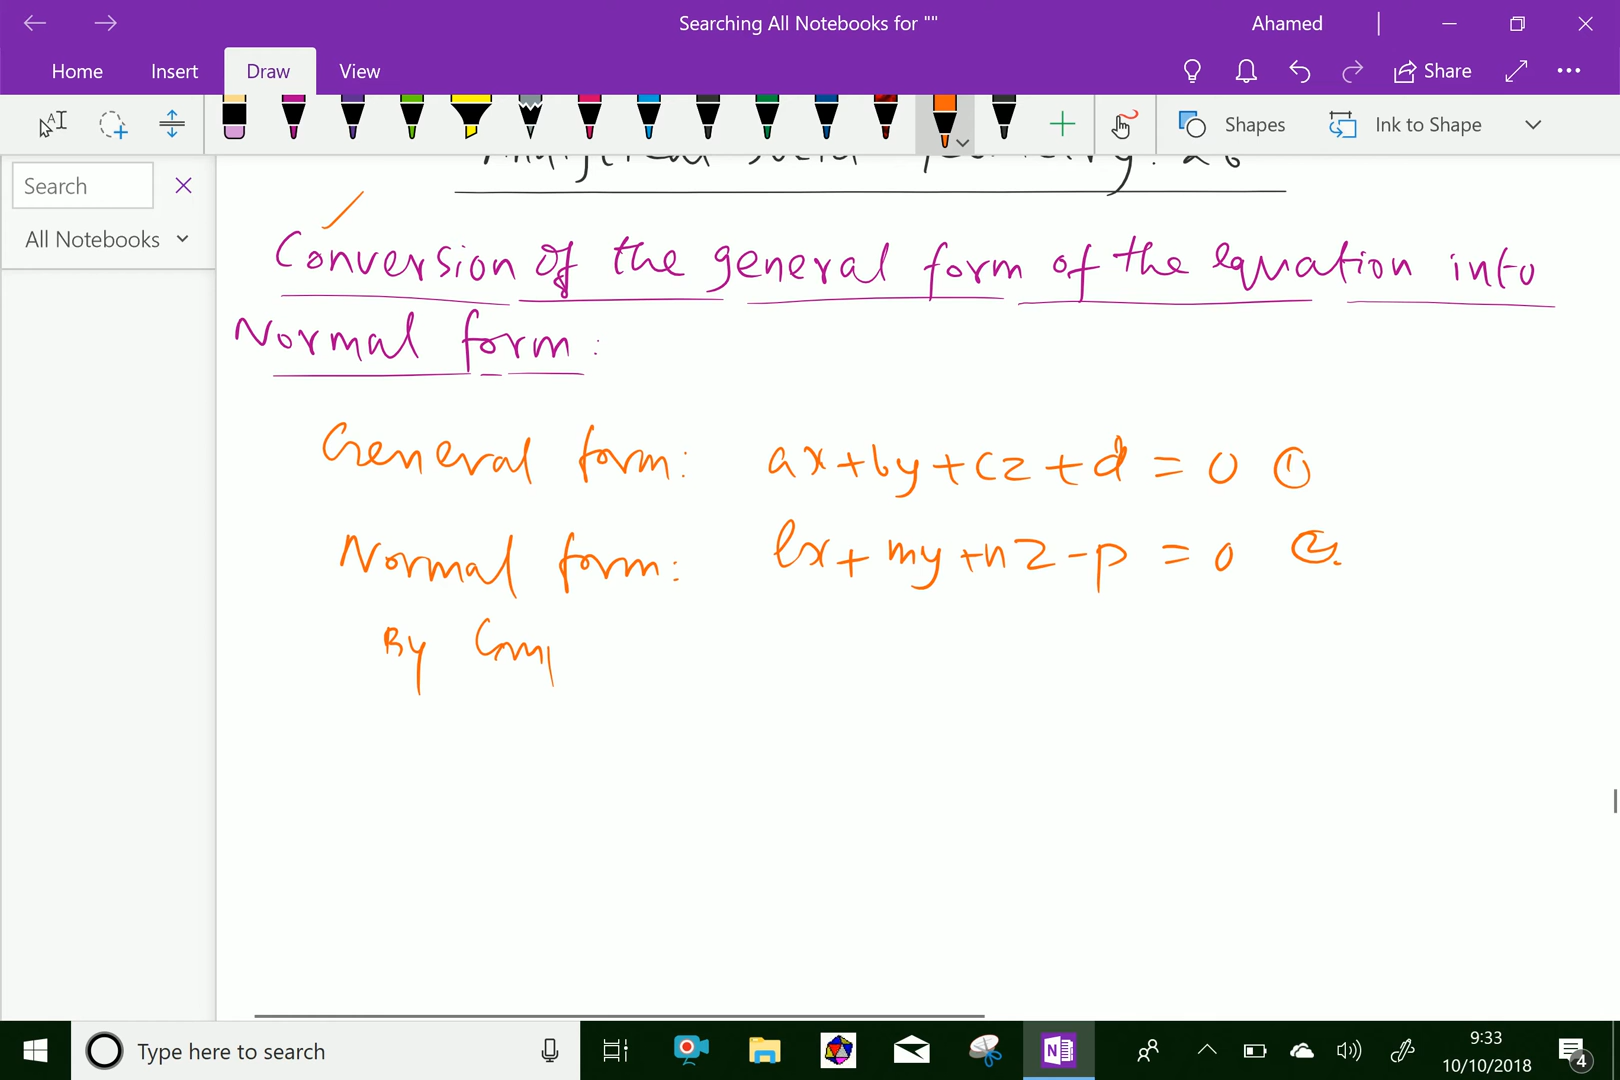 Searching All Notebooks for ""
Ahamed
Home Insert Draw View
Share
Shapes
Ink to Shape
Search
All Notebooks
Conversion of the general form of the equation into
Normal form:
General form: ax+by+cz+d=0 ①
Normal form: lx+my+nz-p=0 ②
By Comp
Type here to search
9:33
10/10/2018
4